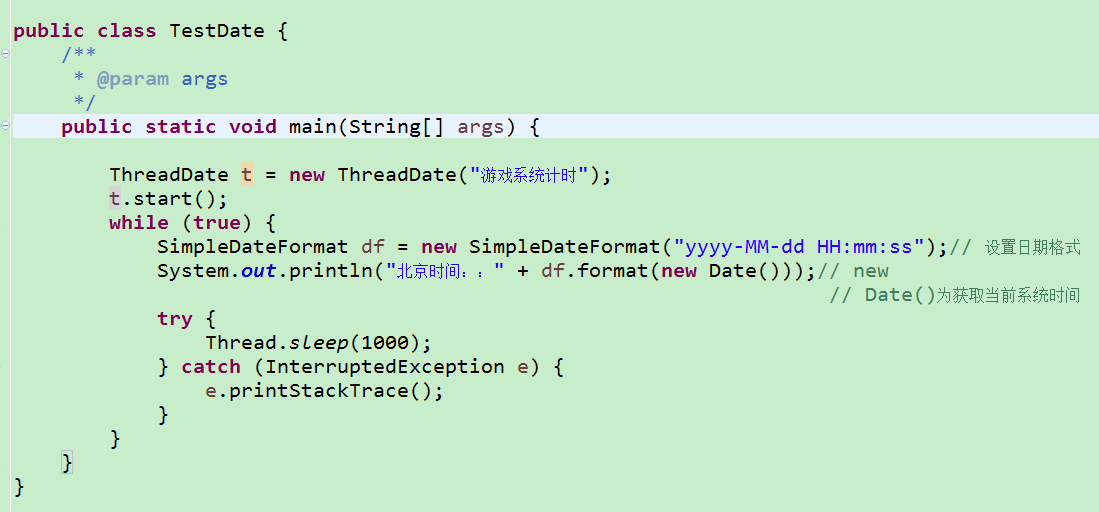 public class TestDate {
/**
* @param args
*/
public static void main(String[] args) {
ThreadDate t = new ThreadDate("游戏系统计时");
t.start();
while (true) {
SimpleDateFormat df = new SimpleDateFormat("yyyy-MM-dd HH:mm:ss");// 设置日期格式
System.out.println("北京时间：：" + df.format(new Date()));// new
// Date()为获取当前系统时间
try {
Thread.sleep(1000);
} catch (InterruptedException e) {
e.printStackTrace();
}
}
}
}